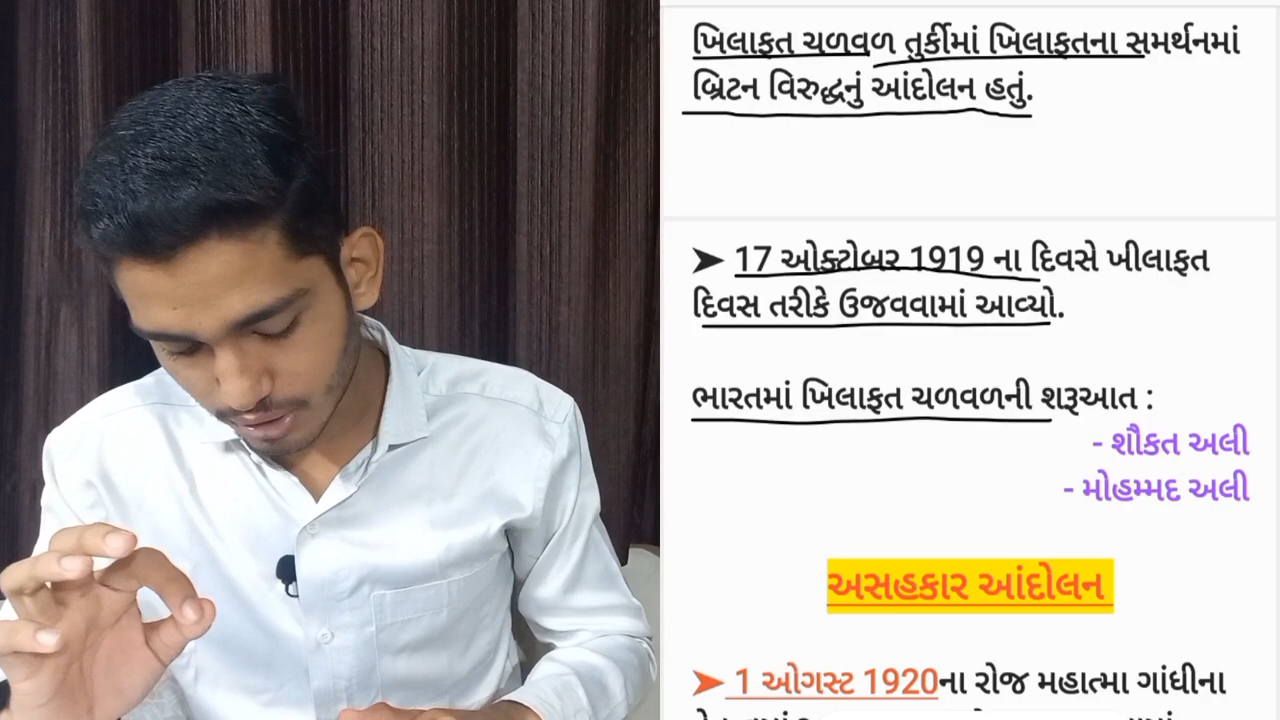 ખિલાફત ચળવળ તુર્કીમાં ખિલાફતના સમર્થનમાં
બ્રિટન વિરુદ્ધનું આંદોલન હતું.
➤ 17 ઓક્ટોબર 1919 ના દિવસે ખીલાફત
દિવસ તરીકે ઉજવવામાં આવ્યો.
ભારતમાં ખિલાફત ચળવળની શરૂઆત :
- શૌકત અલી
- મોહમ્મદ અલી
અસહકાર આંદોલન
➤ 1 ઓગસ્ટ 1920ના રોજ મહાત્મા ગાંધીના